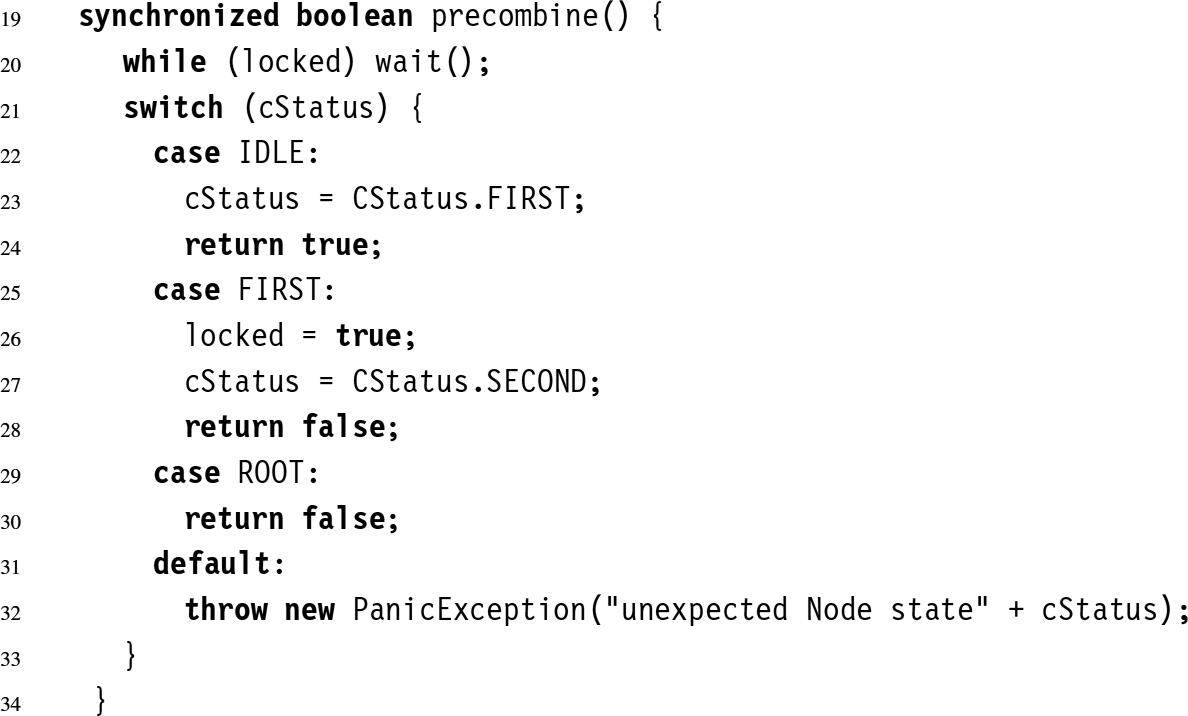 19 synchronized boolean precombine() {
20 while (locked) wait();
21 switch (cStatus) {
22 case IDLE:
23 cStatus = CStatus.FIRST;
24 return true;
25 case FIRST:
26 locked = true;
27 cStatus = CStatus.SECOND;
28 return false;
29 case ROOT:
30 return false;
31 default:
32 throw new PanicException("unexpected Node state" + cStatus);
33 }
34 }